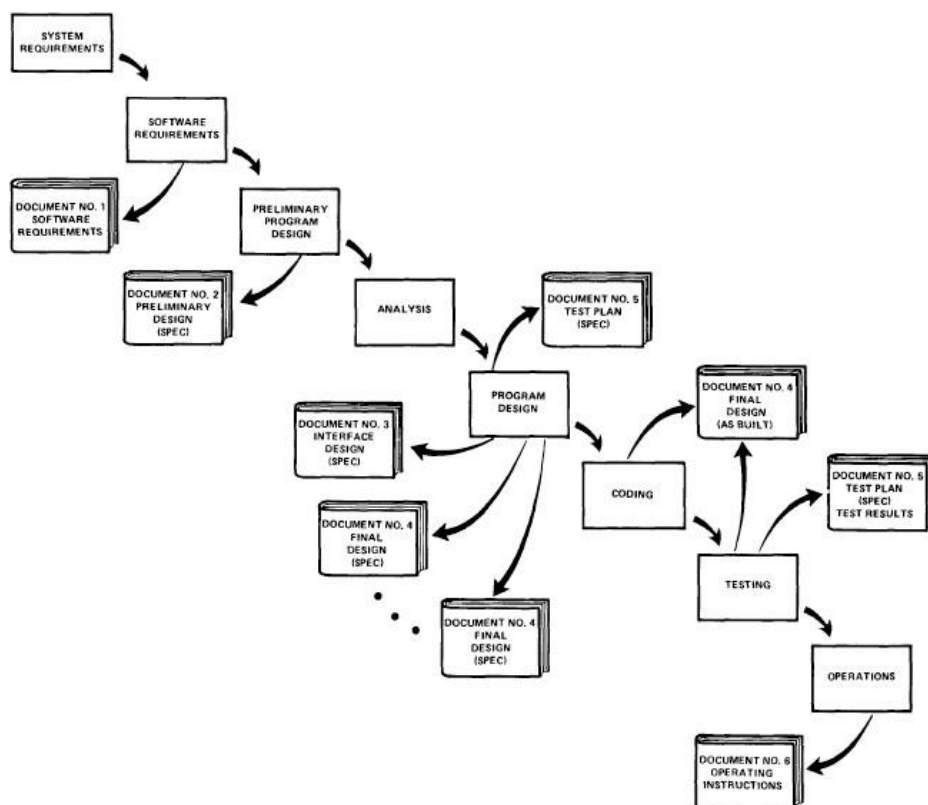 SYSTEM
REQUIREMENTS
SOFTWARE
REQUIREMENTS
DOCUMENT NO. 1
SOFTWARE
REQUIREMENTS
PRELIMINARY
PROGRAM
DESIGN
DOCUMENT NO. 2
PRELIMINARY
DESIGN
(SPEC)
ANALYSIS
DOCUMENT NO. 5
TEST PLAN
(SPEC)
PROGRAM
DESIGN
DOCUMENT NO. 3
INTERFACE
DESIGN
(SPEC)
DOCUMENT NO. 4
FINAL
DESIGN
(SPEC)
DOCUMENT NO. 4
FINAL
DESIGN
(SPEC)
CODING
DOCUMENT NO. 4
FINAL
DESIGN
(AS BUILT)
DOCUMENT NO. 5
TEST PLAN
(SPEC)
TEST RESULTS
TESTING
OPERATIONS
DOCUMENT NO. 6
OPERATING
INSTRUCTIONS